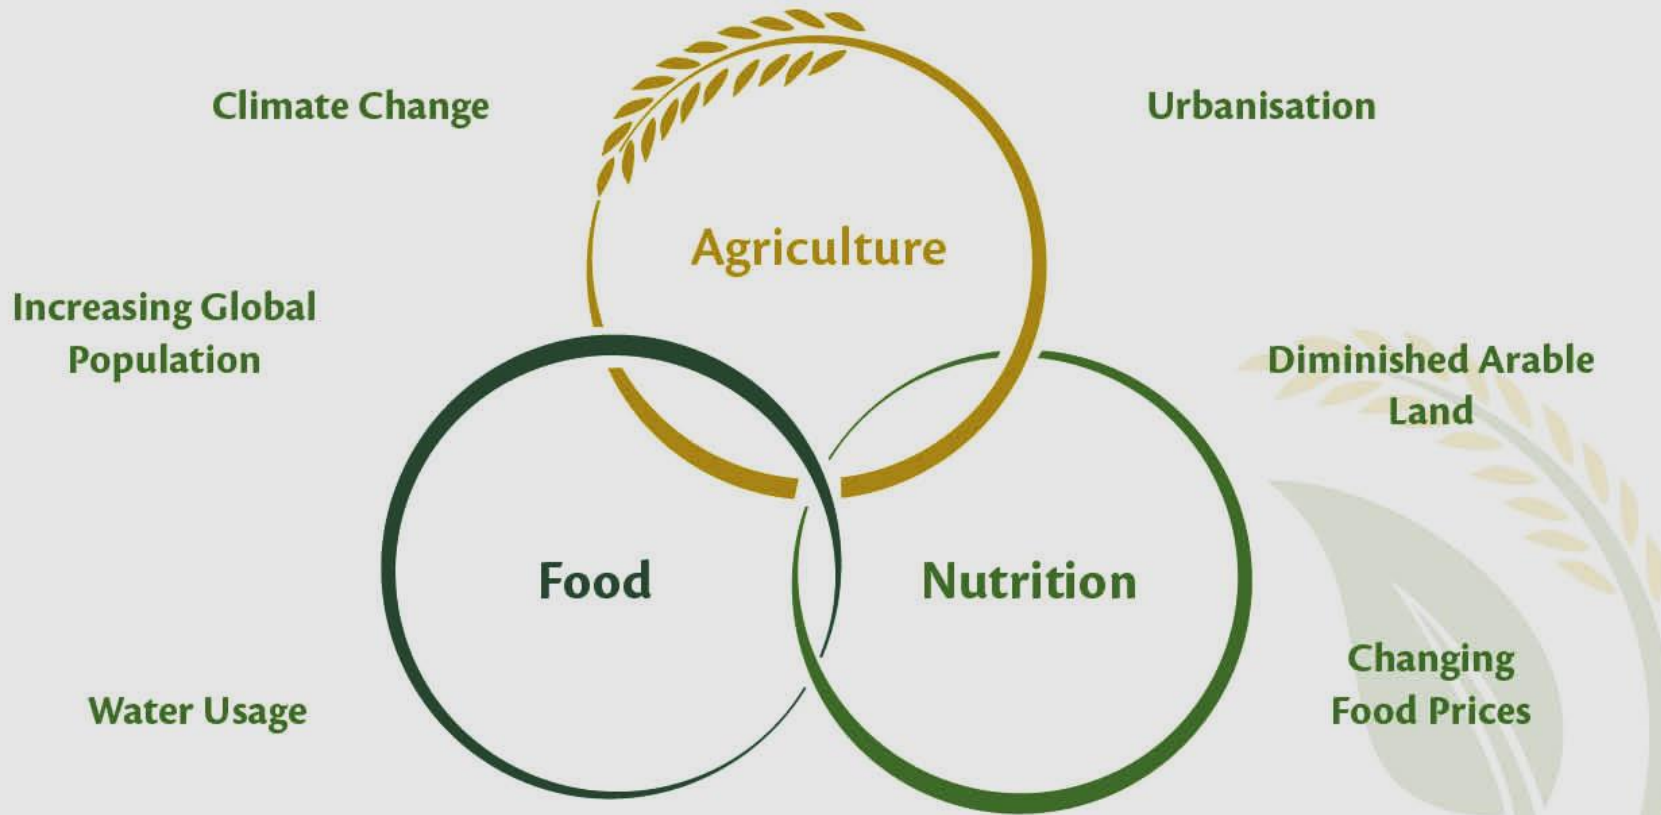 Climate Change
Urbanisation
Agriculture
Increasing Global
Population
Diminished Arable
Land
Food
Nutrition
Changing
Food Prices
Water Usage